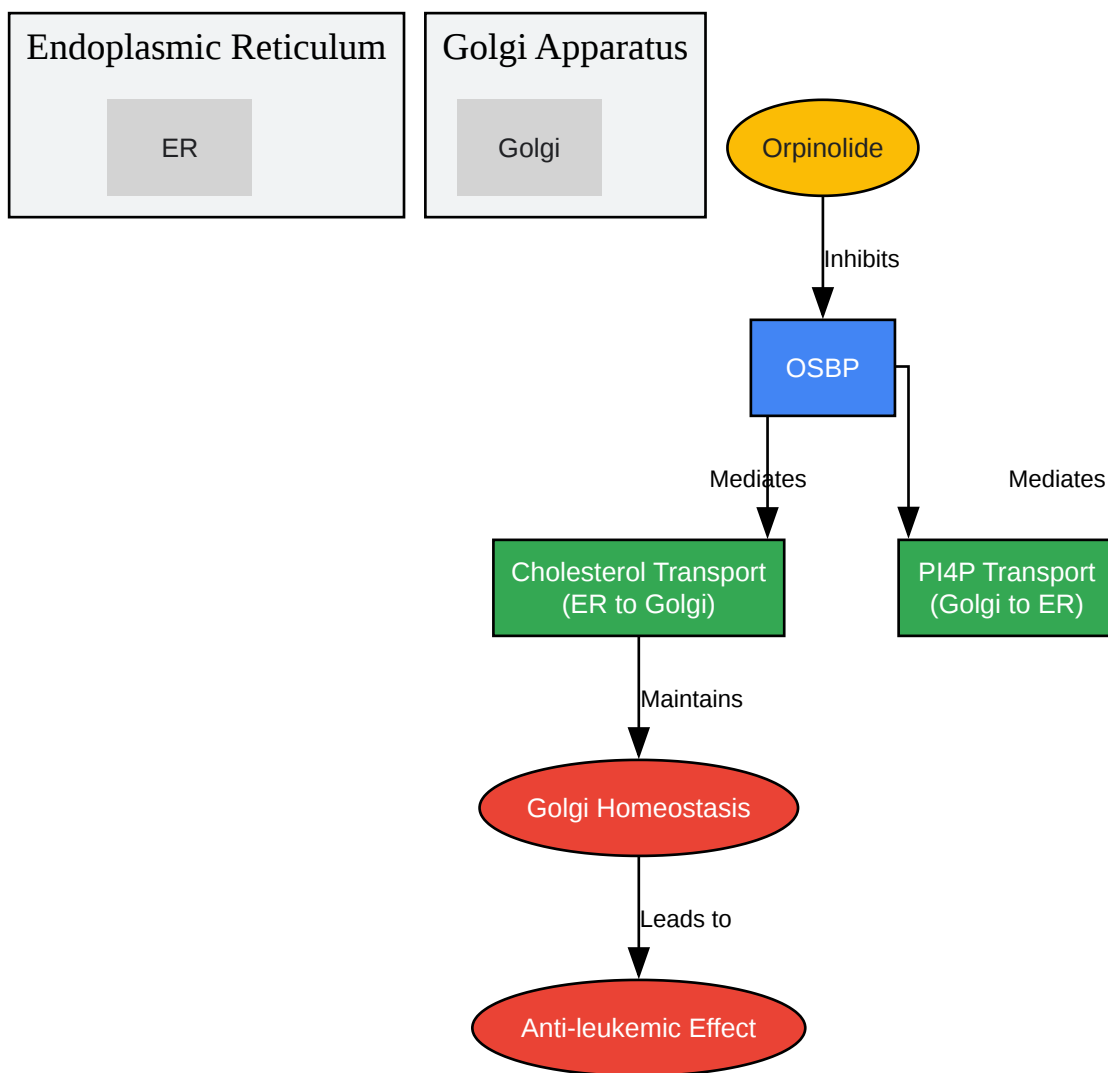 Endoplasmic Reticulum
ER
Golgi Apparatus
Golgi
Orpinolide
Inhibits
OSBP
Mediates
Mediates
Cholesterol Transport
(ER to Golgi)
PI4P Transport
(Golgi to ER)
Maintains
Golgi Homeostasis
Leads to
Anti-leukemic Effect